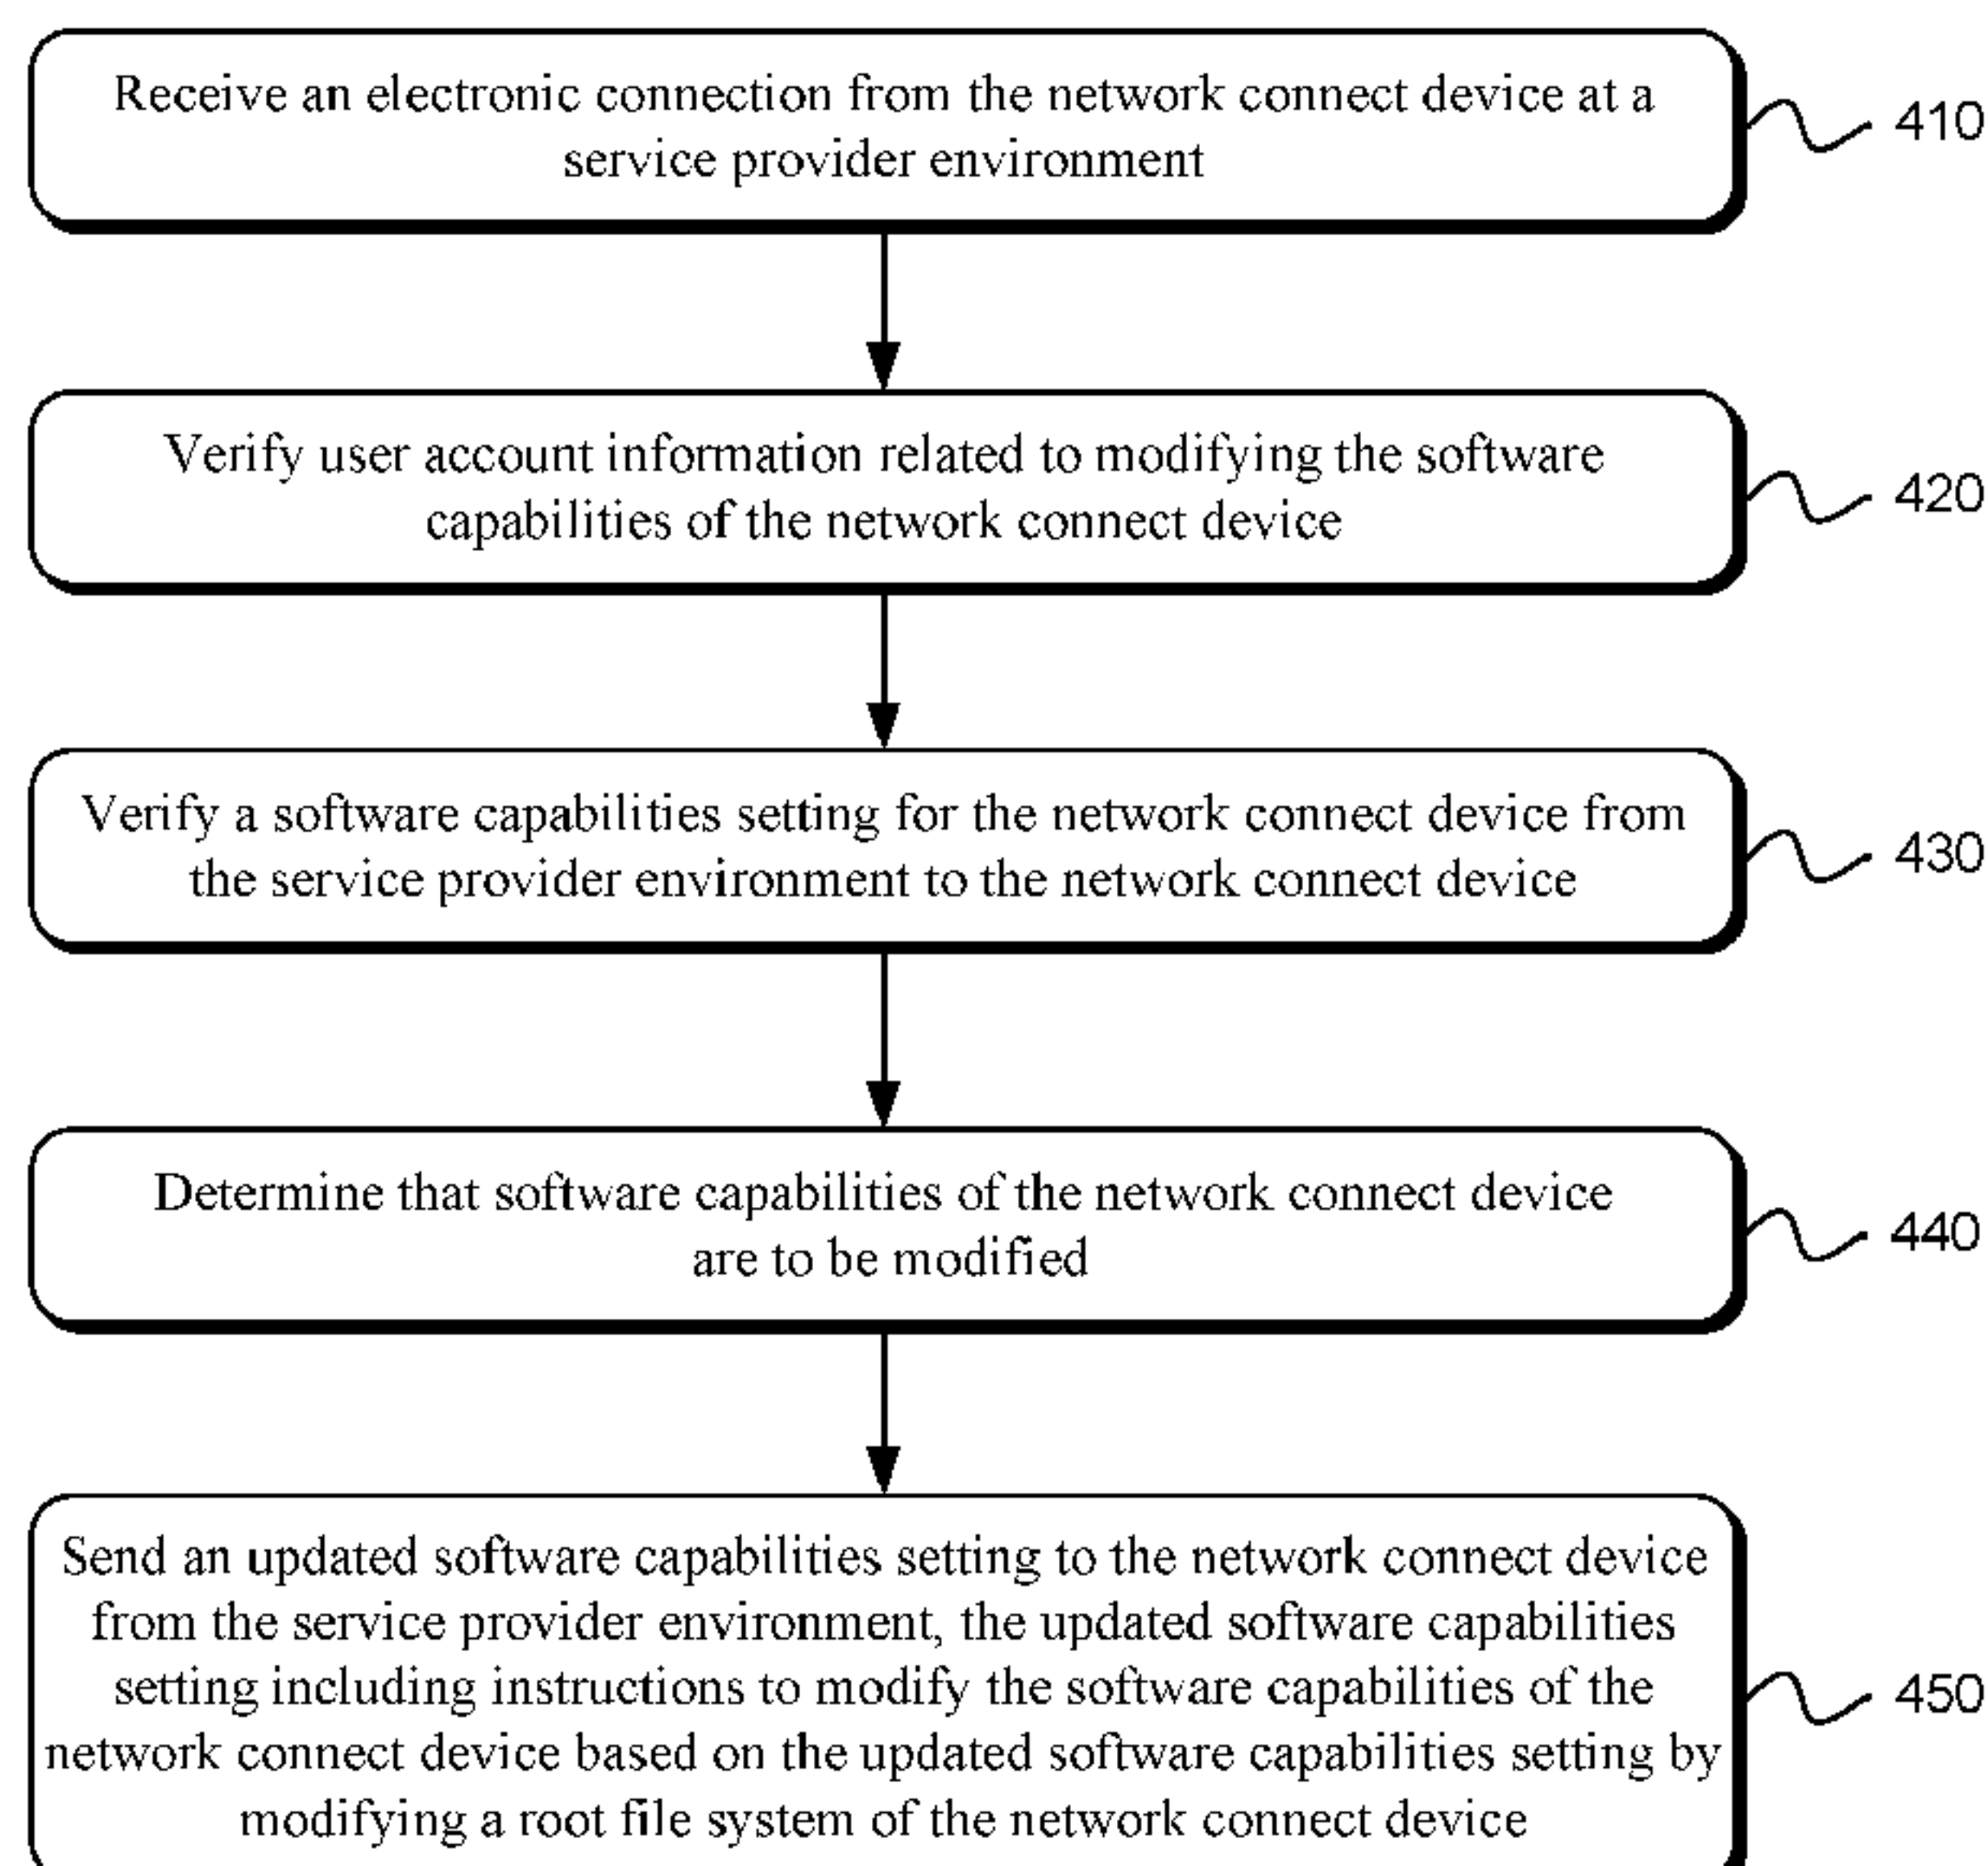 Receive an electronic connection from the network connect device at a
service provider environment
410
Verify user account information related to modifying the software
capabilities of the network connect device
420
Verify a software capabilities setting for the network connect device from
the service provider environment to the network connect device
430
Determine that software capabilities of the network connect device
are to be modified
440
Send an updated software capabilities setting to the network connect device
from the service provider environment, the updated software capabilities
setting including instructions to modify the software capabilities of the
network connect device based on the updated software capabilities setting by
modifying a root file system of the network connect device
450